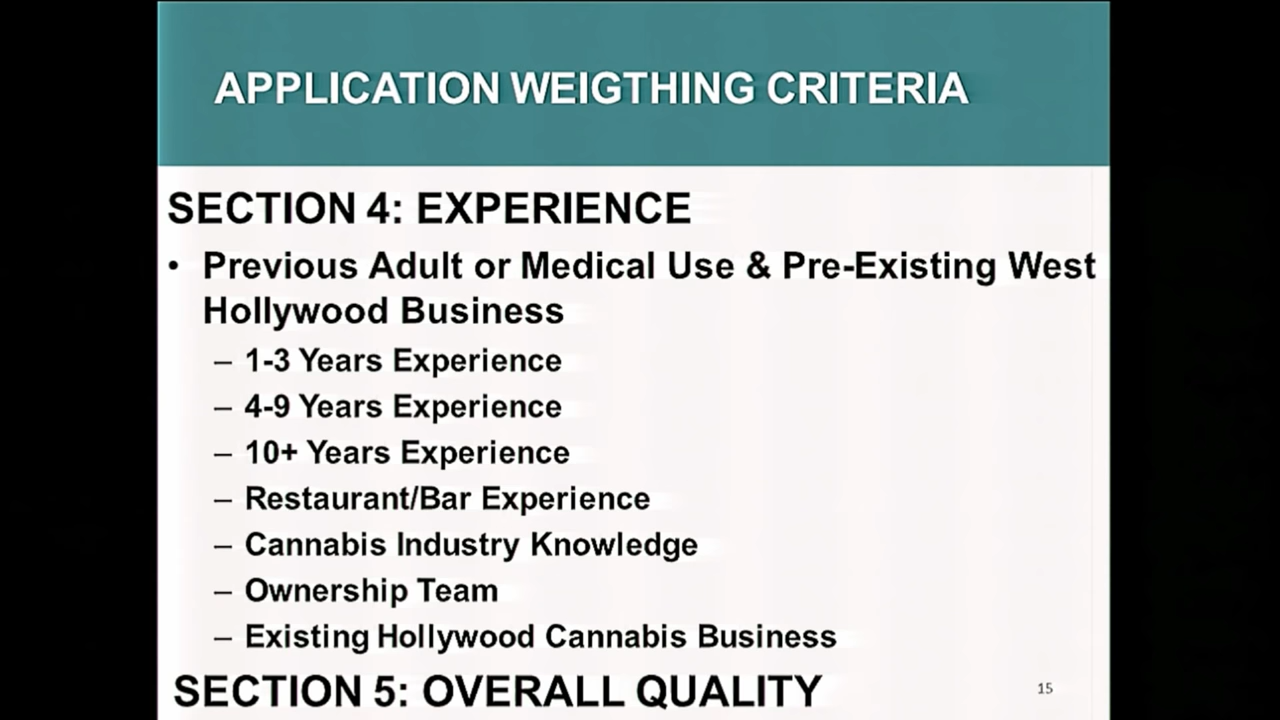 APPLICATION WEIGTHING CRITERIA
SECTION 4: EXPERIENCE
• Previous Adult or Medical Use & Pre-Existing West
Hollywood Business
– 1-3 Years Experience
– 4-9 Years Experience
– 10+ Years Experience
– Restaurant/Bar Experience
– Cannabis Industry Knowledge
– Ownership Team
– Existing Hollywood Cannabis Business
SECTION 5: OVERALL QUALITY
15